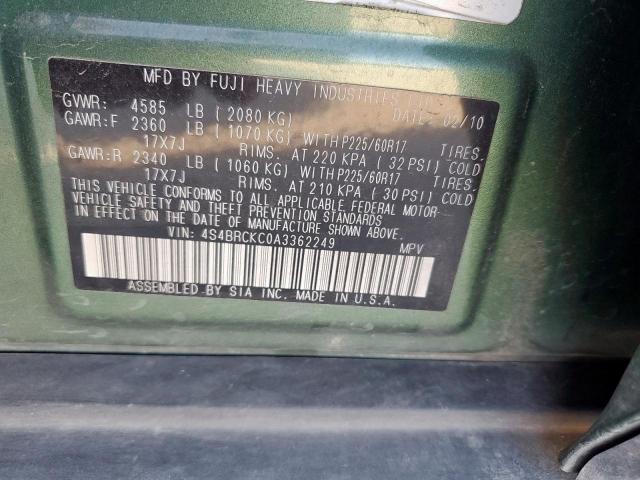 MFD BY FUJI HEAVY INDUSTRIES LTD.
GVWR: 4585 LB ( 2080 KG) DATE: 02/10
GAWR:F 2360 LB ( 1070 KG) WITH P225/60R17 TIRES.
17X7J RIMS. AT 220 KPA ( 32 PSI) COLD
GAWR:R 2340 LB ( 1060 KG) WITH P225/60R17 TIRES.
17X7J RIMS. AT 210 KPA ( 30 PSI) COLD
THIS VEHICLE CONFORMS TO ALL APPLICABLE FEDERAL MOTOR-
VEHICLE SAFETY AND THEFT PREVENTION STANDARDS
IN EFFECT ON THE DATE OF MANUFACTURE SHOWN ABOVE.
VIN: 4S4BRCKC0A3362249 MPV
ASSEMBLED BY SIA INC. MADE IN U.S.A.